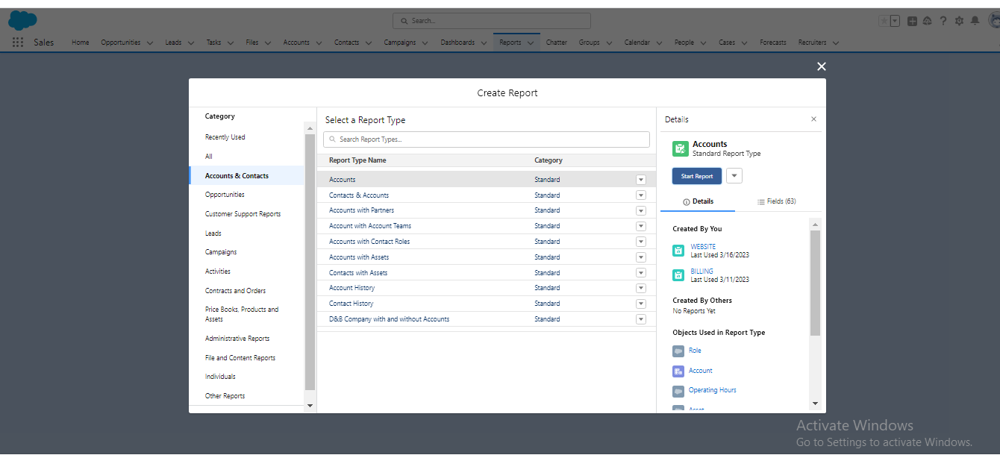 Search...
Sales
Home
Opportunities
Leads
Tasks
Files
Accounts
Contacts
Campaigns
Dashboards
Reports
Chatter
Groups
Calendar
People
Cases
Forecasts
Recruiters
Create Report
Category
Recently Used
All
Accounts & Contacts
Opportunities
Customer Support Reports
Leads
Campaigns
Activities
Contracts and Orders
Price Books, Products and
Assets
Administrative Reports
File and Content Reports
Individuals
Other Reports
Select a Report Type
Search Report Types...
Report Type Name Category
Accounts Standard
Contacts & Accounts Standard
Accounts with Partners Standard
Account with Account Teams Standard
Accounts with Contact Roles Standard
Accounts with Assets Standard
Contacts with Assets Standard
Account History Standard
Contact History Standard
D&B Company with and without Accounts Standard
Details
Accounts
Standard Report Type
Start Report
Details
Fields (63)
Created By You
WEBSITE
Last Used 3/16/2023
BILLING
Last Used 3/11/2023
Created By Others
No Reports Yet
Objects Used in Report Type
Role
Account
Operating Hours
Asset
Activate Windows
Go to Settings to activate Windows.